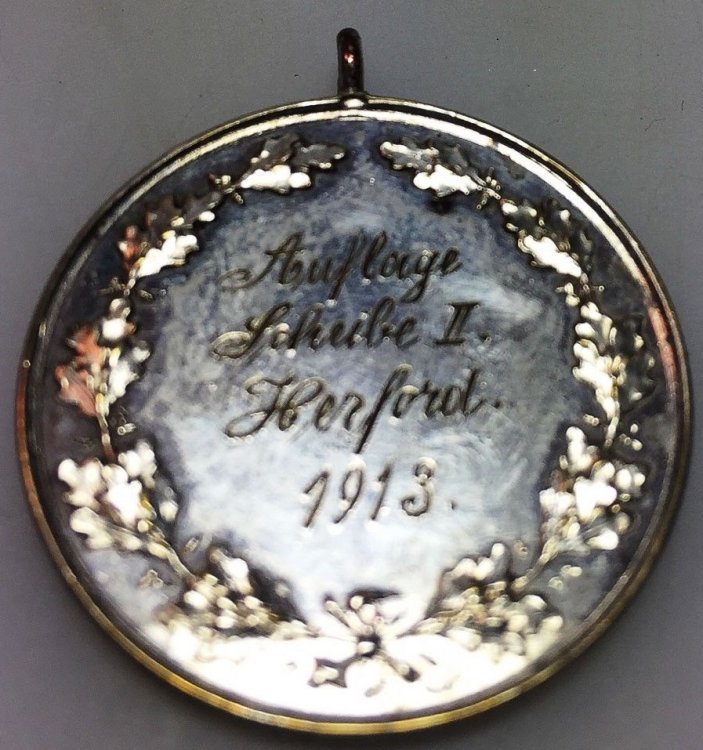 Auflage
Scheibe II.
Herford.
1913.